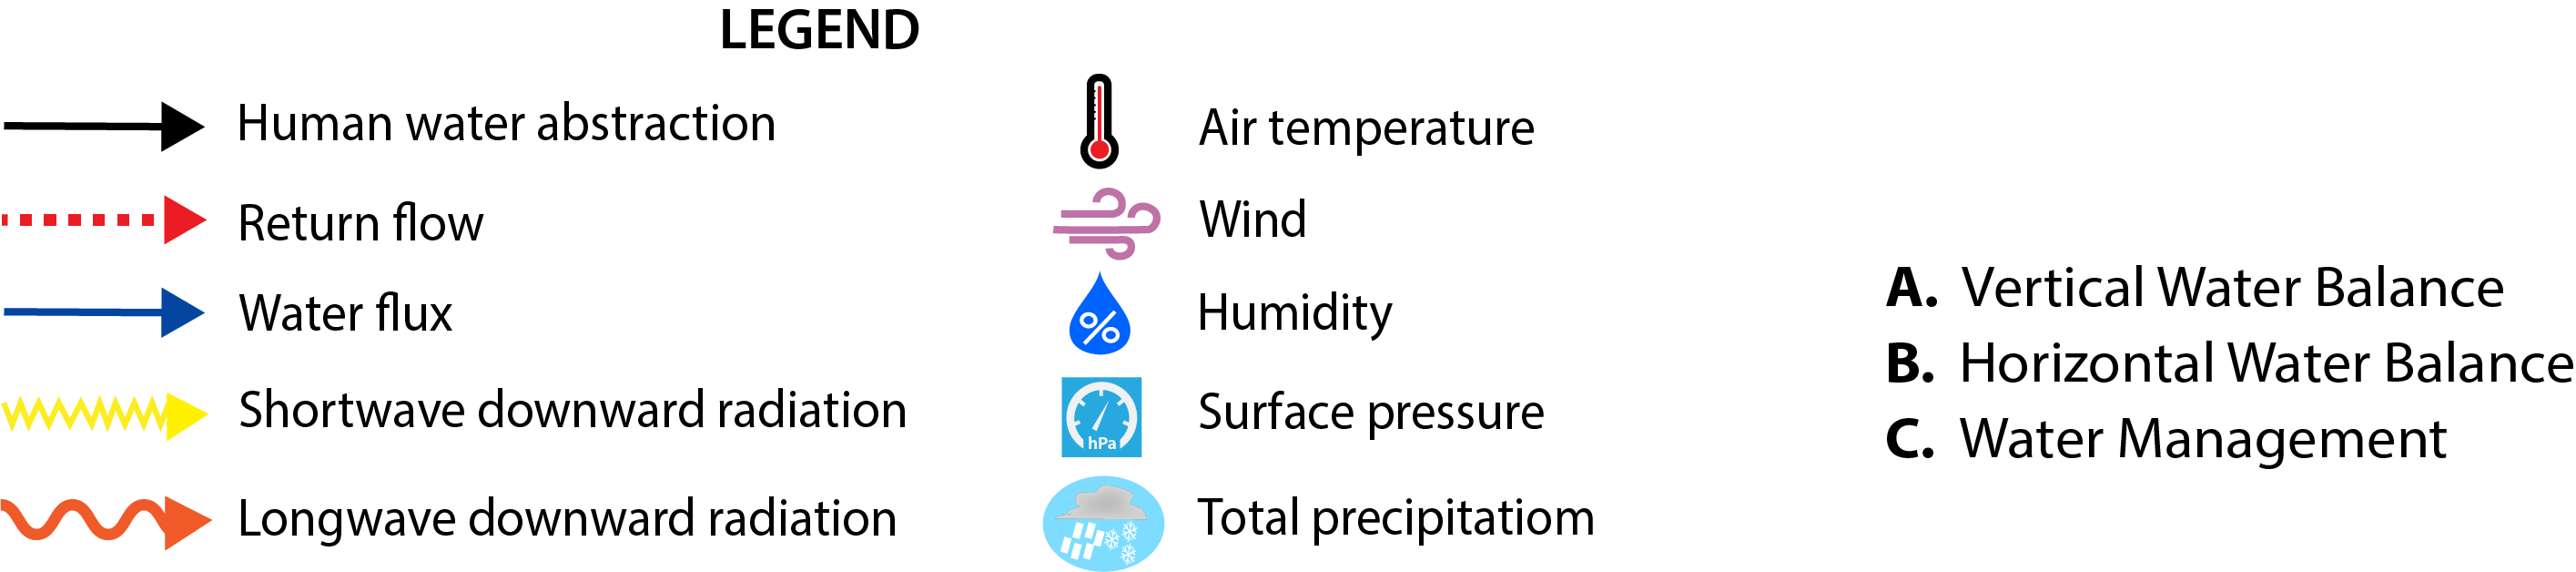 LEGEND
Human water abstraction
Return flow
Water flux
Shortwave downward radiation
Longwave downward radiation
Air temperature
Wind
%
Humidity
hPa
Surface pressure
Total precipitatiom
A. Vertical Water Balance
B. Horizontal Water Balance
C. Water Management